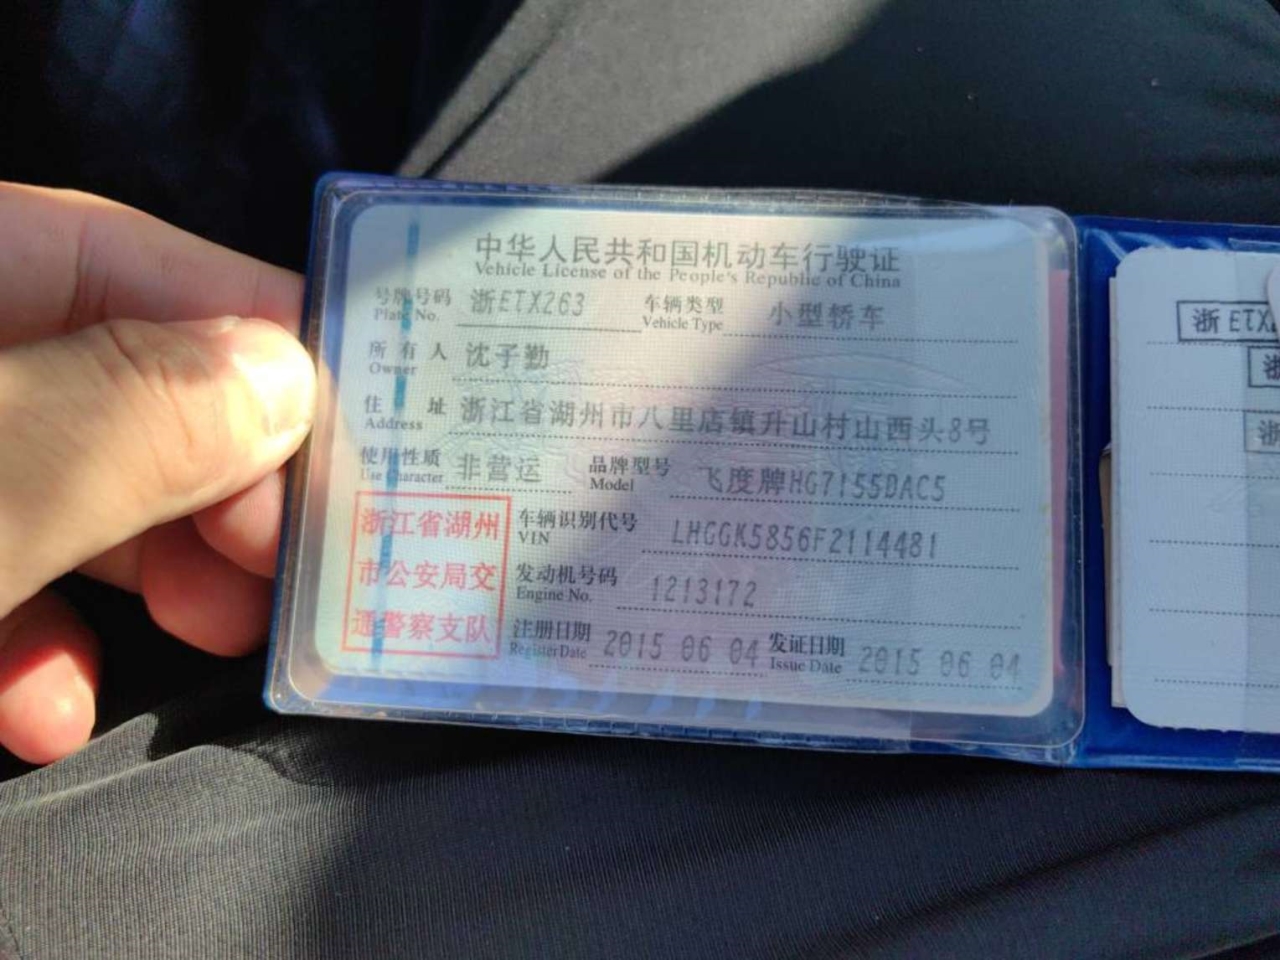 中华人民共和国机动车行驶证
Vehicle License of the People's Republic of China
号牌号码 浙ETX263 车辆类型 小型轿车
Plate No. Vehicle Type
所有人 沈子勤
Owner
住址 浙江省湖州市八里店镇升山村山西头8号
Address
使用性质 非营运 品牌型号 飞度牌HG7155DAC5
Use Character Model
浙江省湖州
市公安局交
通警察支队
车辆识别代号 LHGGK5856F2114481
VIN
发动机号码 1213172
Engine No.
注册日期 2015 06 04 发证日期 2015 06 04
Register Date Issue Date
浙ETX
浙
浙